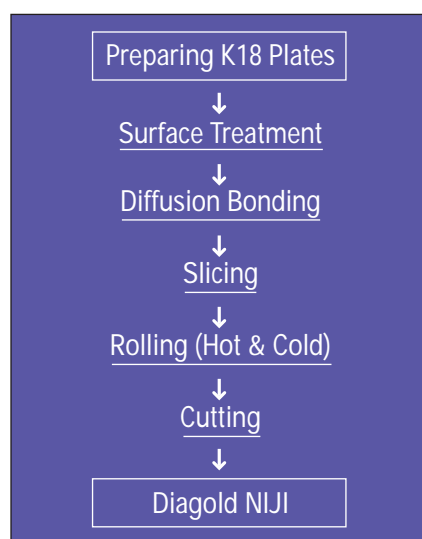 Preparing K18 Plates
↓
Surface Treatment
↓
Diffusion Bonding
↓
Slicing
↓
Rolling (Hot & Cold)
↓
Cutting
↓
Diagold NIJI